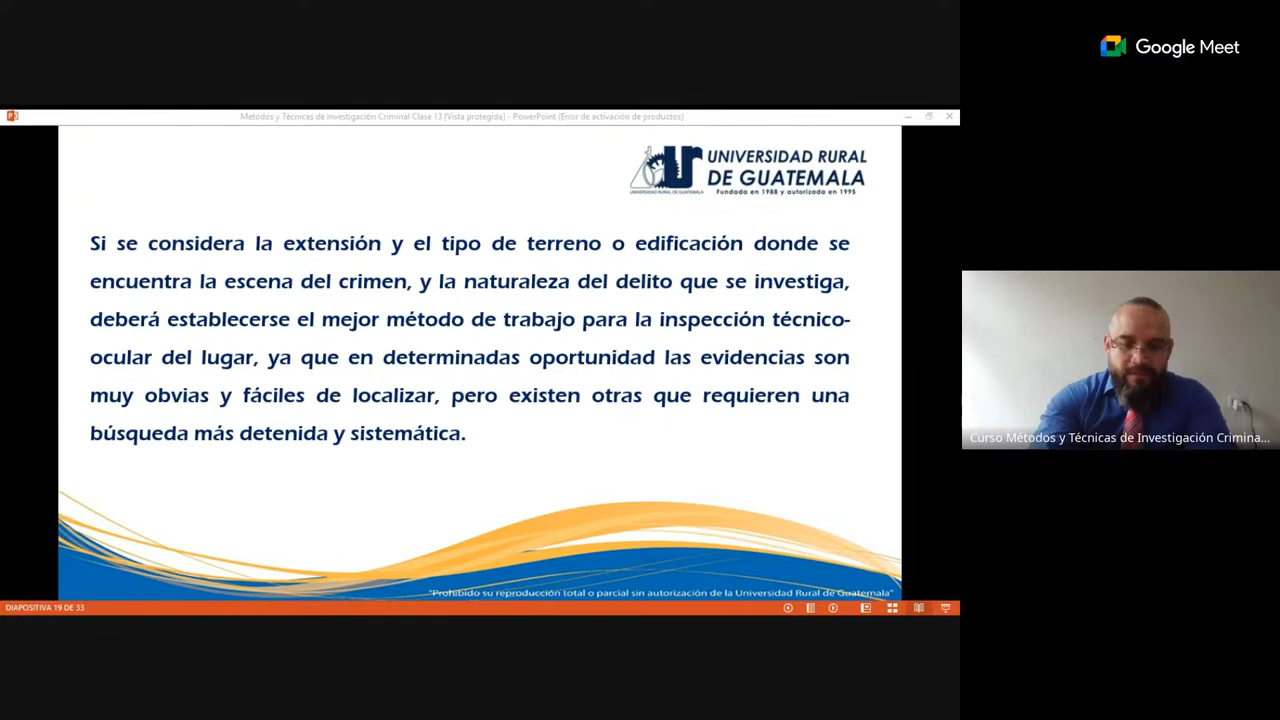 Google Meet
Metodos y Técnicas de Investigación Criminal Clase 13 [Vista protegida] - PowerPoint (Error de activación de productos)
UNIVERSIDAD RURAL
DE GUATEMALA
Fundada en 1988 y autorizada en 1995
UNIVERSIDAD RURAL DE GUATEMALA
Si se considera la extensión y el tipo de terreno o edificación donde se
encuentra la escena del crimen, y la naturaleza del delito que se investiga,
deberá establecerse el mejor método de trabajo para la inspección técnico-
ocular del lugar, ya que en determinadas oportunidad las evidencias son
muy obvias y fáciles de localizar, pero existen otras que requieren una
búsqueda más detenida y sistemática.
Curso Métodos y Técnicas de Investigación Crimina...
"Prohibido su reproducción total o parcial sin autorización de la Universidad Rural de Guatemala"
DIAPOSITIVA 19 DE 33